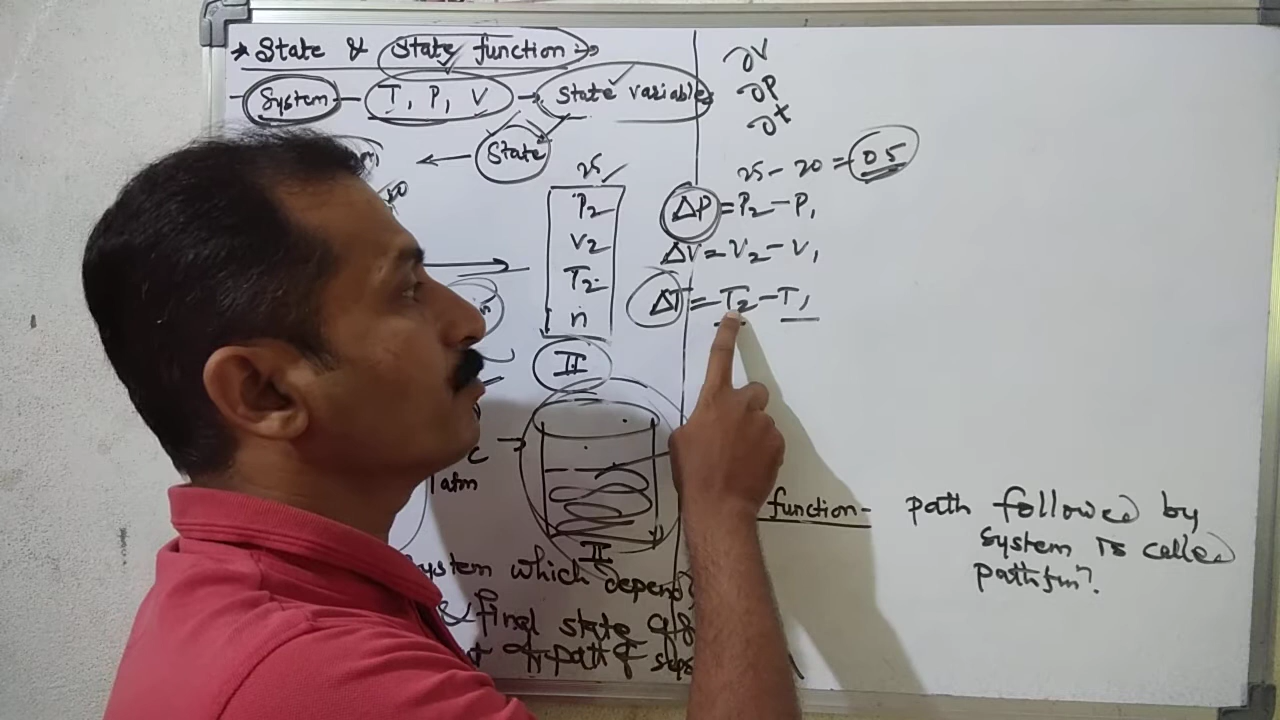 * State & State function :-
System — T, P, V → State variables
← State
25
P2
V2
T2
n
II
C
1 atm
II
System which depend
& final state of
path of
∂V
∂P
∂t
25 - 20 = 05
ΔP = P2 - P1
ΔV = V2 - V1
ΔT = T2 - T1
function - path followed by
System is called
path fun?